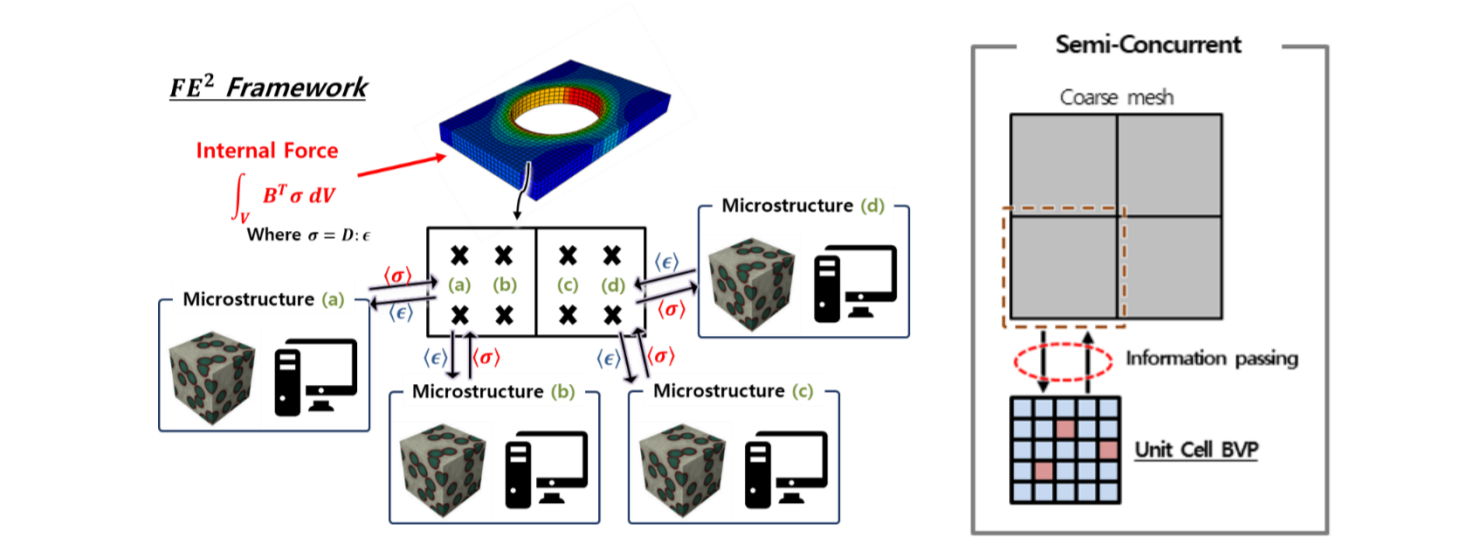 FE² Framework
Internal Force
∫_V B^T σ dV
Where σ = D: ϵ
(a) (b) (c) (d)
⟨σ⟩
⟨ϵ⟩
⟨ϵ⟩ ⟨σ⟩
⟨ϵ⟩ ⟨σ⟩
⟨ϵ⟩
⟨σ⟩
Microstructure (a)
Microstructure (b)
Microstructure (c)
Microstructure (d)
Semi-Concurrent
Coarse mesh
Information passing
Unit Cell BVP